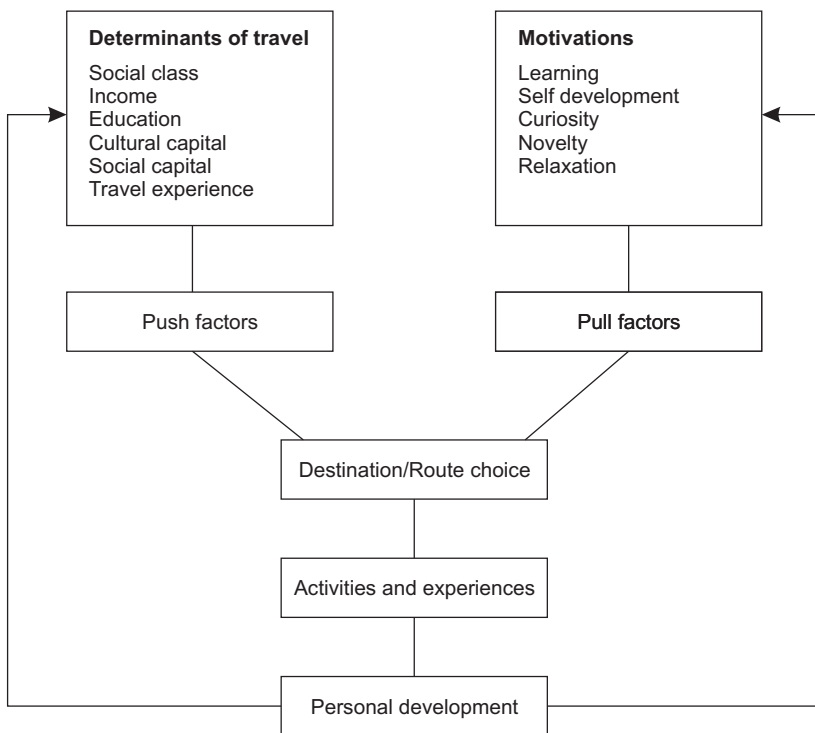 Determinants of travel
Social class
Income
Education
Cultural capital
Social capital
Travel experience
Motivations
Learning
Self development
Curiosity
Novelty
Relaxation
Push factors
Pull factors
Destination/Route choice
Activities and experiences
Personal development